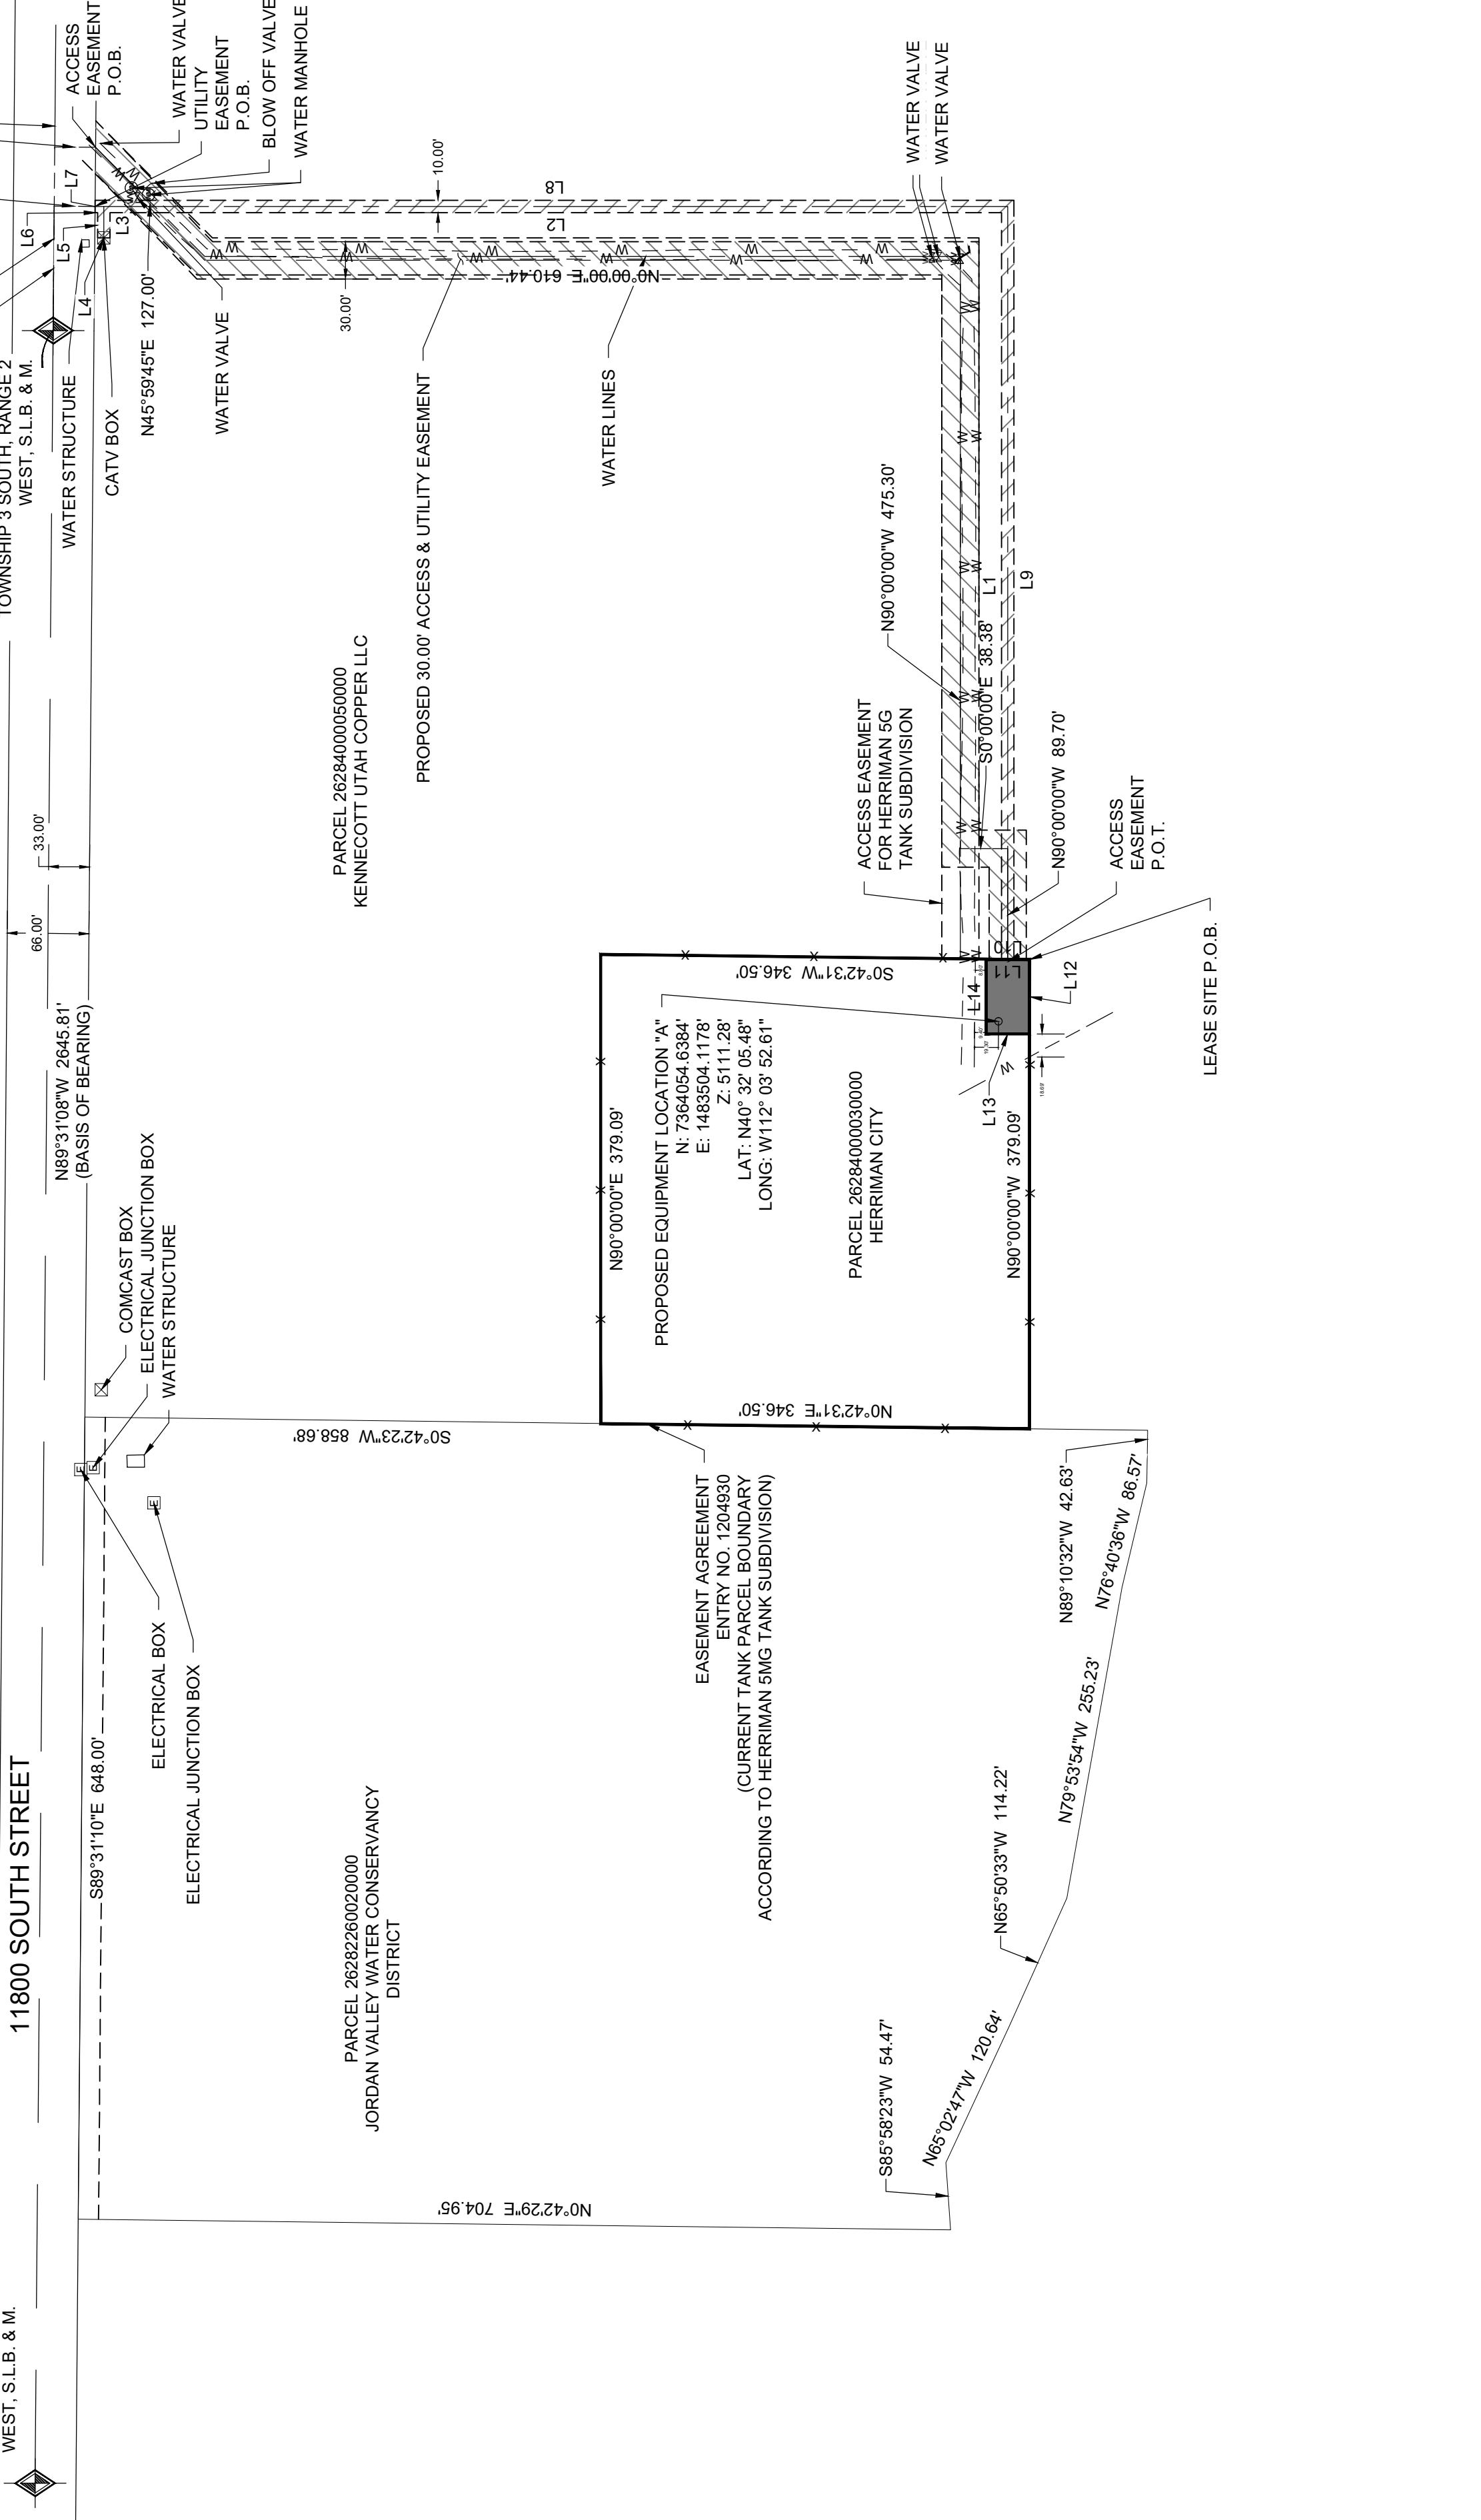 WEST, S.L.B. & M.
11800 SOUTH STREET
TOWNSHIP 3 SOUTH, RANGE 2
WEST, S.L.B. & M.
66.00'
33.00'
N89°31'08"W 2645.81'
(BASIS OF BEARING)
S89°31'10"E 648.00'
ELECTRICAL BOX
ELECTRICAL JUNCTION BOX
E
E
E
COMCAST BOX
ELECTRICAL JUNCTION BOX
WATER STRUCTURE
WATER STRUCTURE
CATV BOX
L4
L5
L6
L3
L7
N45°59'45"E 127.00'
WATER VALVE
ACCESS
EASEMENT
P.O.B.
WATER VALVE
UTILITY
EASEMENT
P.O.B.
BLOW OFF VALVE
WATER MANHOLE
30.00'
10.00'
L8
L2
N0°00'00"E 610.44'
PROPOSED 30.00' ACCESS & UTILITY EASEMENT
WATER LINES
WATER VALVE
WATER VALVE
PARCEL 26284000050000
KENNECOTT UTAH COPPER LLC
PARCEL 26282260020000
JORDAN VALLEY WATER CONSERVANCY
DISTRICT
S0°42'23"W 858.68'
N0°42'29"E 704.95'
S85°58'23"W 54.47'
N65°02'47"W 120.64'
N65°50'33"W 114.22'
N79°53'54"W 255.23'
N76°40'36"W 86.57'
N89°10'32"W 42.63'
EASEMENT AGREEMENT
ENTRY NO. 1204930
(CURRENT TANK PARCEL BOUNDARY
ACCORDING TO HERRIMAN 5MG TANK SUBDIVISION)
N0°42'31"E 346.50'
N90°00'00"E 379.09'
S0°42'31"W 346.50'
N90°00'00"W 379.09'
PROPOSED EQUIPMENT LOCATION "A"
N: 7364054.6384'
E: 1483504.1178'
Z: 5111.28'
LAT: N40° 32' 05.48"
LONG: W112° 03' 52.61"
PARCEL 26284000030000
HERRIMAN CITY
L13
L14
L11
L10
L12
W
ACCESS EASEMENT
FOR HERRIMAN 5G
TANK SUBDIVISION
N90°00'00"W 475.30'
S0°00'00"E 38.38'
L1
L9
N90°00'00"W 89.70'
ACCESS
EASEMENT
P.O.T.
LEASE SITE P.O.B.